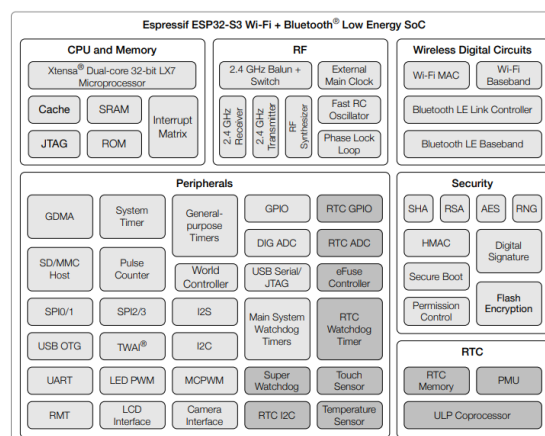 Espressif ESP32-S3 Wi-Fi + Bluetooth® Low Energy SoC
CPU and Memory
Xtensa® Dual-core 32-bit LX7
Microprocessor
Cache
SRAM
Interrupt
Matrix
JTAG
ROM
RF
2.4 GHz Balun +
Switch
External
Main Clock
2.4 GHz
Receiver
2.4 GHz
Transmitter
RF
Synthesizer
Fast RC
Oscillator
Phase Lock
Loop
Wireless Digital Circuits
Wi-Fi MAC
Wi-Fi
Baseband
Bluetooth LE Link Controller
Bluetooth LE Baseband
Peripherals
GDMA
System
Timer
General-
purpose
Timers
GPIO
RTC GPIO
DIG ADC
RTC ADC
SD/MMC
Host
Pulse
Counter
World
Controller
USB Serial/
JTAG
eFuse
Controller
SPI0/1
SPI2/3
I2S
Main System
Watchdog
Timers
RTC
Watchdog
Timer
USB OTG
TWAI®
I2C
UART
LED PWM
MCPWM
Super
Watchdog
Touch
Sensor
RMT
LCD
Interface
Camera
Interface
RTC I2C
Temperature
Sensor
Security
SHA
RSA
AES
RNG
HMAC
Digital
Signature
Secure Boot
Permission
Control
Flash
Encryption
RTC
RTC
Memory
PMU
ULP Coprocessor